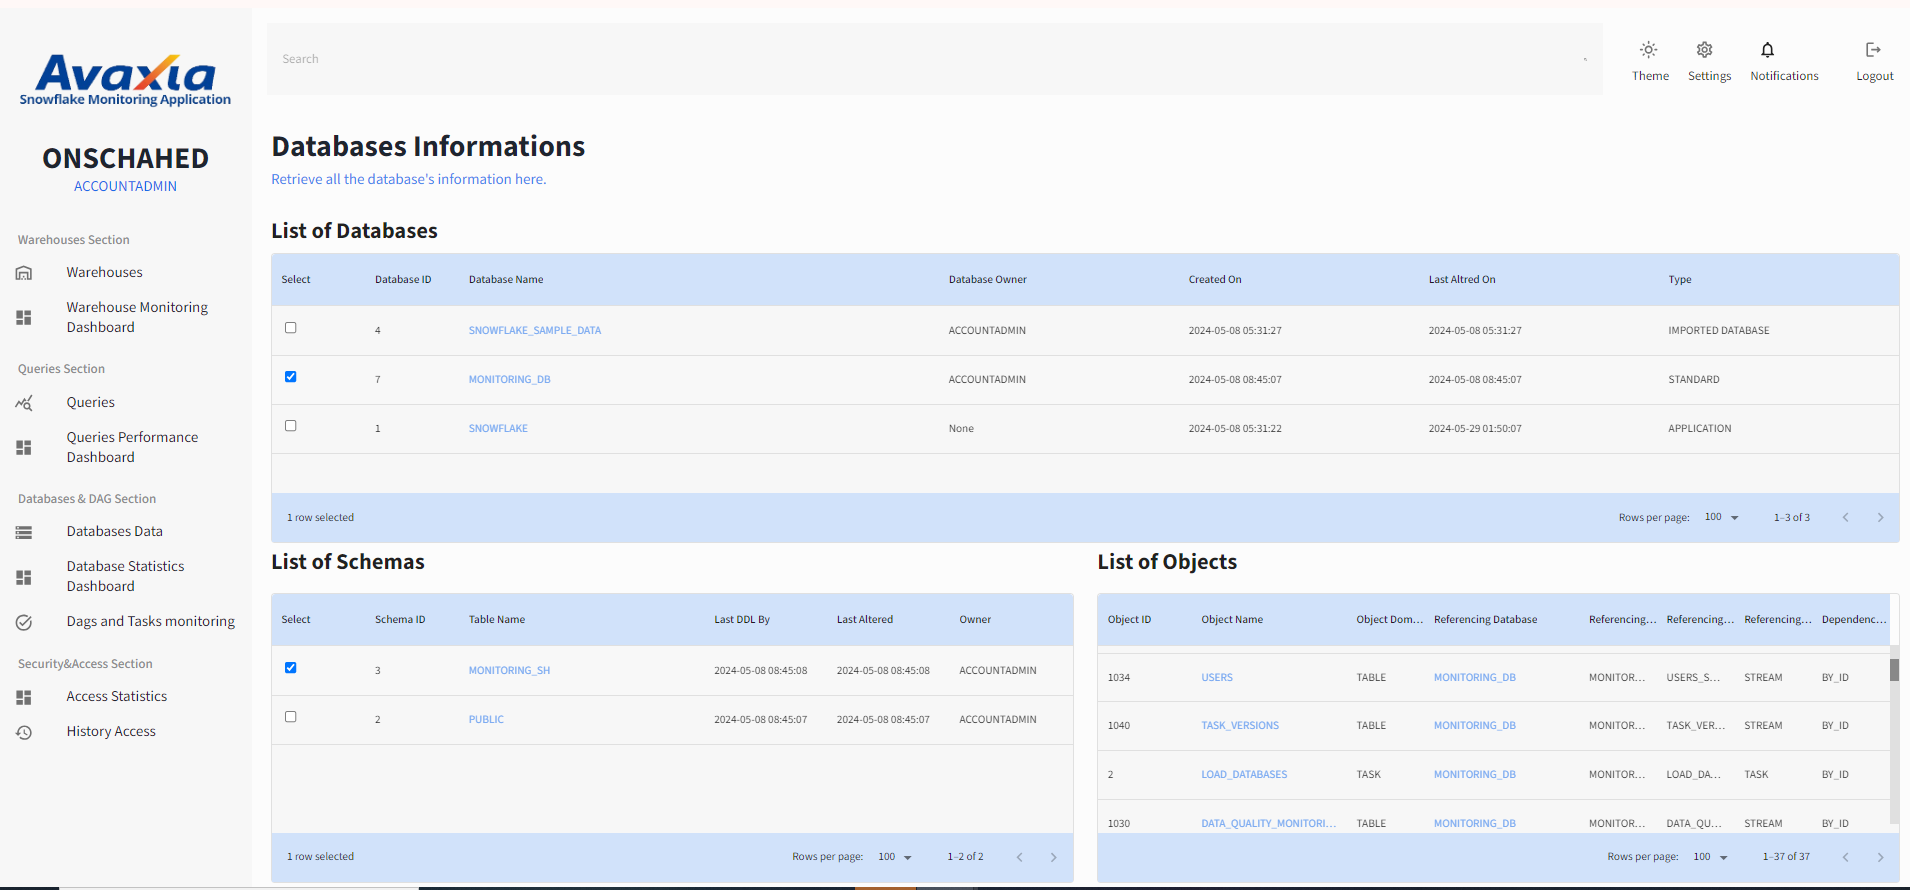 Avaxia
Snowflake Monitoring Application
ONSCHAHED
ACCOUNTADMIN
Warehouses Section
Warehouses
Warehouse Monitoring
Dashboard
Queries Section
Queries
Queries Performance
Dashboard
Databases & DAG Section
Databases Data
Database Statistics
Dashboard
Dags and Tasks monitoring
Security&Access Section
Access Statistics
History Access
Search
Theme Settings Notifications Logout
Databases Informations
Retrieve all the database's information here.
List of Databases
Select Database ID Database Name Database Owner Created On Last Altred On Type
4 SNOWFLAKE_SAMPLE_DATA ACCOUNTADMIN 2024-05-08 05:31:27 2024-05-08 05:31:27 IMPORTED DATABASE
7 MONITORING_DB ACCOUNTADMIN 2024-05-08 08:45:07 2024-05-08 08:45:07 STANDARD
1 SNOWFLAKE None 2024-05-08 05:31:22 2024-05-29 01:50:07 APPLICATION
1 row selected Rows per page: 100 1–3 of 3
List of Schemas
Select Schema ID Table Name Last DDL By Last Altered Owner
3 MONITORING_SH 2024-05-08 08:45:08 2024-05-08 08:45:08 ACCOUNTADMIN
2 PUBLIC 2024-05-08 08:45:07 2024-05-08 08:45:07 ACCOUNTADMIN
1 row selected Rows per page: 100 1–2 of 2
List of Objects
Object ID Object Name Object Dom... Referencing Database Referencing... Referencing... Referencing... Dependenc...
1034 USERS TABLE MONITORING_DB MONITOR... USERS_S... STREAM BY_ID
1040 TASK_VERSIONS TABLE MONITORING_DB MONITOR... TASK_VER... STREAM BY_ID
2 LOAD_DATABASES TASK MONITORING_DB MONITOR... LOAD_DA... TASK BY_ID
1030 DATA_QUALITY_MONITORI... TABLE MONITORING_DB MONITOR... DATA_QU... STREAM BY_ID
Rows per page: 100 1–37 of 37